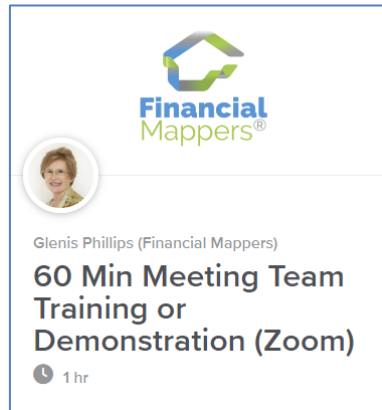 Financial
Mappers®
Glenis Phillips (Financial Mappers)
60 Min Meeting Team
Training or
Demonstration (Zoom)
1 hr